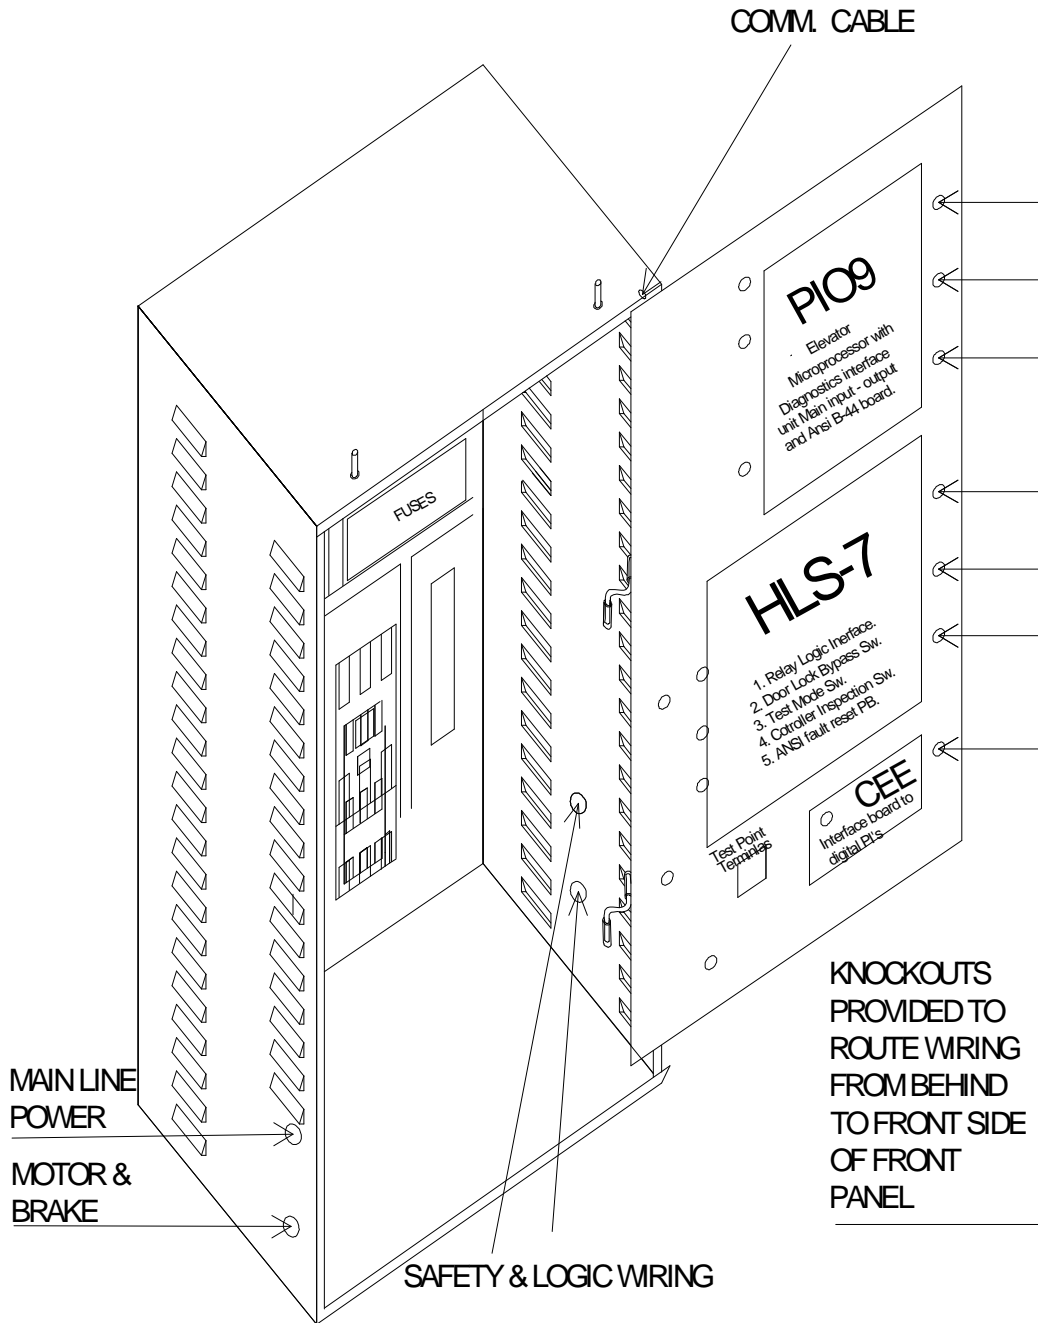 COMM. CABLE
PIO9
. Elevator
Microprocessor with
Diagnostics interface
unit Main input - output
and Ansi B-44 board.
FUSES
HLS-7
1. Relay Logic Inerface.
2. Door Lock Bypass Sw.
3. Test Mode Sw.
4. Cotroller Inspection Sw.
5. ANSI fault reset PB.
CEE
Interface board to
digital PI's
Test Point
Terminlas
KNOCKOUTS
PROVIDED TO
ROUTE WIRING
FROM BEHIND
TO FRONT SIDE
OF FRONT
PANEL
MAIN LINE
POWER
MOTOR &
BRAKE
SAFETY & LOGIC WIRING